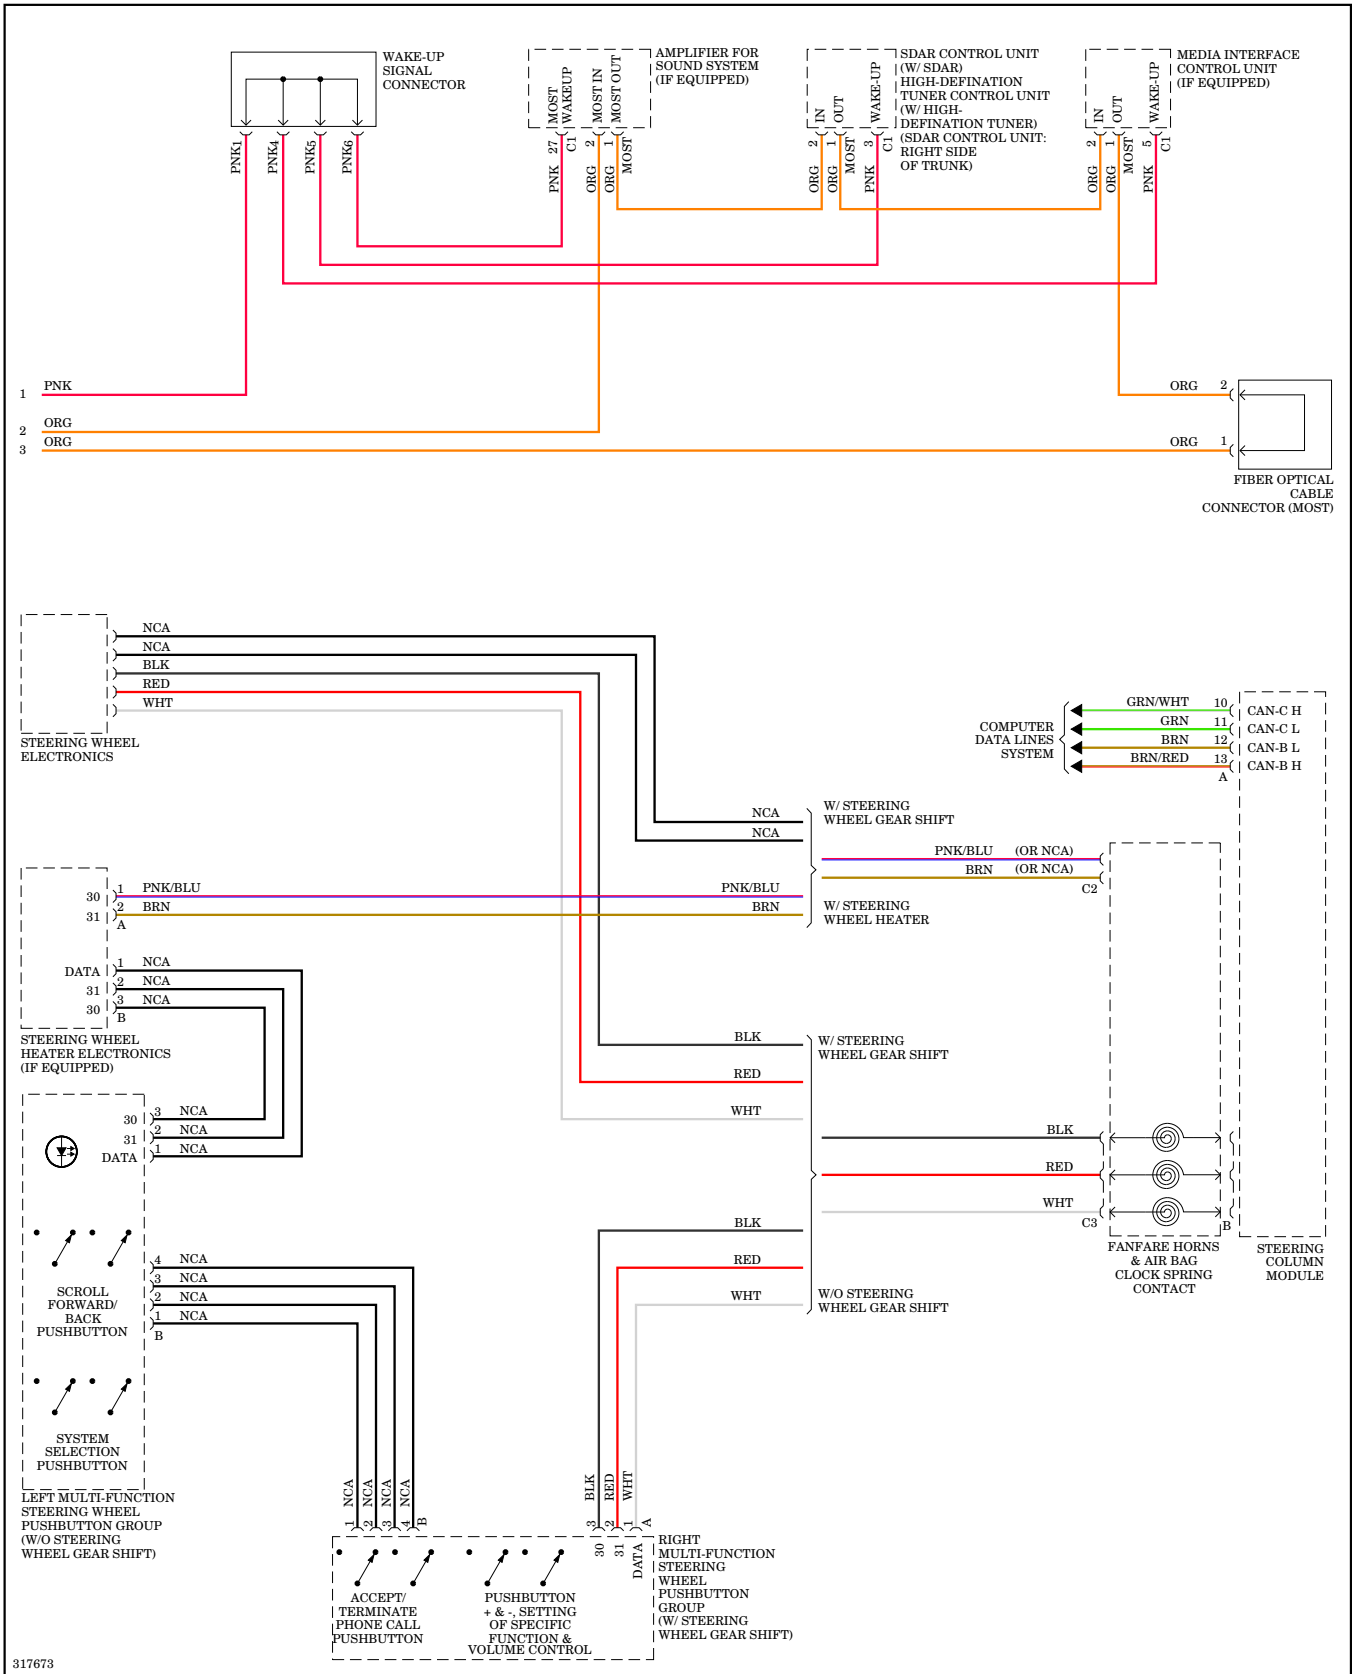 WAKE-UP
SIGNAL
CONNECTOR
PNK1
PNK4
PNK5
PNK6
AMPLIFIER FOR
SOUND SYSTEM
(IF EQUIPPED)
MOST
WAKEUP
MOST IN
MOST OUT
27
C1
2
1
MOST
PNK
ORG
ORG
SDAR CONTROL UNIT
(W/ SDAR)
HIGH-DEFINATION
TUNER CONTROL UNIT
(W/ HIGH-
DEFINATION TUNER)
(SDAR CONTROL UNIT:
RIGHT SIDE
OF TRUNK)
IN
OUT
WAKE-UP
2
1
MOST
3
C1
ORG
ORG
PNK
MEDIA INTERFACE
CONTROL UNIT
(IF EQUIPPED)
IN
OUT
WAKE-UP
2
1
MOST
5
C1
ORG
ORG
PNK
1 PNK
2 ORG
3 ORG
ORG 2
ORG 1
FIBER OPTICAL
CABLE
CONNECTOR (MOST)
NCA
NCA
BLK
RED
WHT
STEERING WHEEL
ELECTRONICS
COMPUTER
DATA LINES
SYSTEM
GRN/WHT 10 CAN-C H
GRN 11 CAN-C L
BRN 12 CAN-B L
BRN/RED 13 CAN-B H
A
NCA
NCA
W/ STEERING
WHEEL GEAR SHIFT
PNK/BLU (OR NCA)
BRN (OR NCA)
C2
30 1 PNK/BLU
31 2 BRN
A
PNK/BLU
BRN
W/ STEERING
WHEEL HEATER
DATA 1 NCA
31 2 NCA
30 3 NCA
B
STEERING WHEEL
HEATER ELECTRONICS
(IF EQUIPPED)
BLK
RED
WHT
W/ STEERING
WHEEL GEAR SHIFT
30 3 NCA
31 2 NCA
DATA 1 NCA
BLK
RED
WHT
C3
B
FANFARE HORNS
& AIR BAG
CLOCK SPRING
CONTACT
STEERING
COLUMN
MODULE
BLK
RED
WHT
W/O STEERING
WHEEL GEAR SHIFT
4 NCA
3 NCA
2 NCA
1 NCA
B
SCROLL
FORWARD/
BACK
PUSHBUTTON
SYSTEM
SELECTION
PUSHBUTTON
LEFT MULTI-FUNCTION
STEERING WHEEL
PUSHBUTTON GROUP
(W/O STEERING
WHEEL GEAR SHIFT)
NCA
NCA
NCA
NCA
1
2
3
4
B
BLK
RED
WHT
3
2
1
A
30
31
DATA
ACCEPT/
TERMINATE
PHONE CALL
PUSHBUTTON
PUSHBUTTON
+ & -, SETTING
OF SPECIFIC
FUNCTION &
VOLUME CONTROL
RIGHT
MULTI-FUNCTION
STEERING
WHEEL
PUSHBUTTON
GROUP
(W/ STEERING
WHEEL GEAR SHIFT)
317673